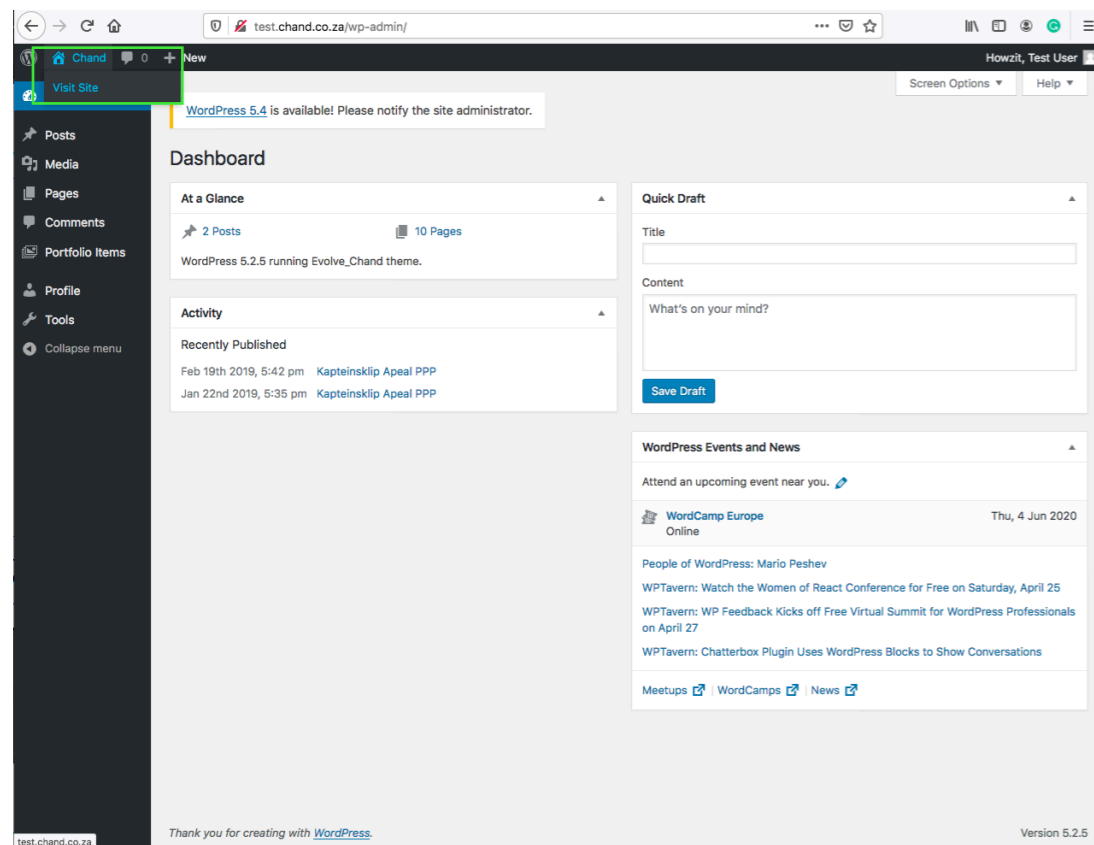 test.chand.co.za/wp-admin/
Chand 0 + New Howzit, Test User
Visit Site
Screen Options Help
WordPress 5.4 is available! Please notify the site administrator.
Posts
Media
Pages
Comments
Portfolio Items
Profile
Tools
Collapse menu
Dashboard
At a Glance
2 Posts 10 Pages
WordPress 5.2.5 running Evolve_Chand theme.
Activity
Recently Published
Feb 19th 2019, 5:42 pm Kapteinsklip Apeal PPP
Jan 22nd 2019, 5:35 pm Kapteinsklip Apeal PPP
Quick Draft
Title
Content
What's on your mind?
Save Draft
WordPress Events and News
Attend an upcoming event near you.
WordCamp Europe Thu, 4 Jun 2020
Online
People of WordPress: Mario Peshev
WPTavern: Watch the Women of React Conference for Free on Saturday, April 25
WPTavern: WP Feedback Kicks off Free Virtual Summit for WordPress Professionals
on April 27
WPTavern: Chatterbox Plugin Uses WordPress Blocks to Show Conversations
Meetups | WordCamps | News
Thank you for creating with WordPress. Version 5.2.5
test.chand.co.za